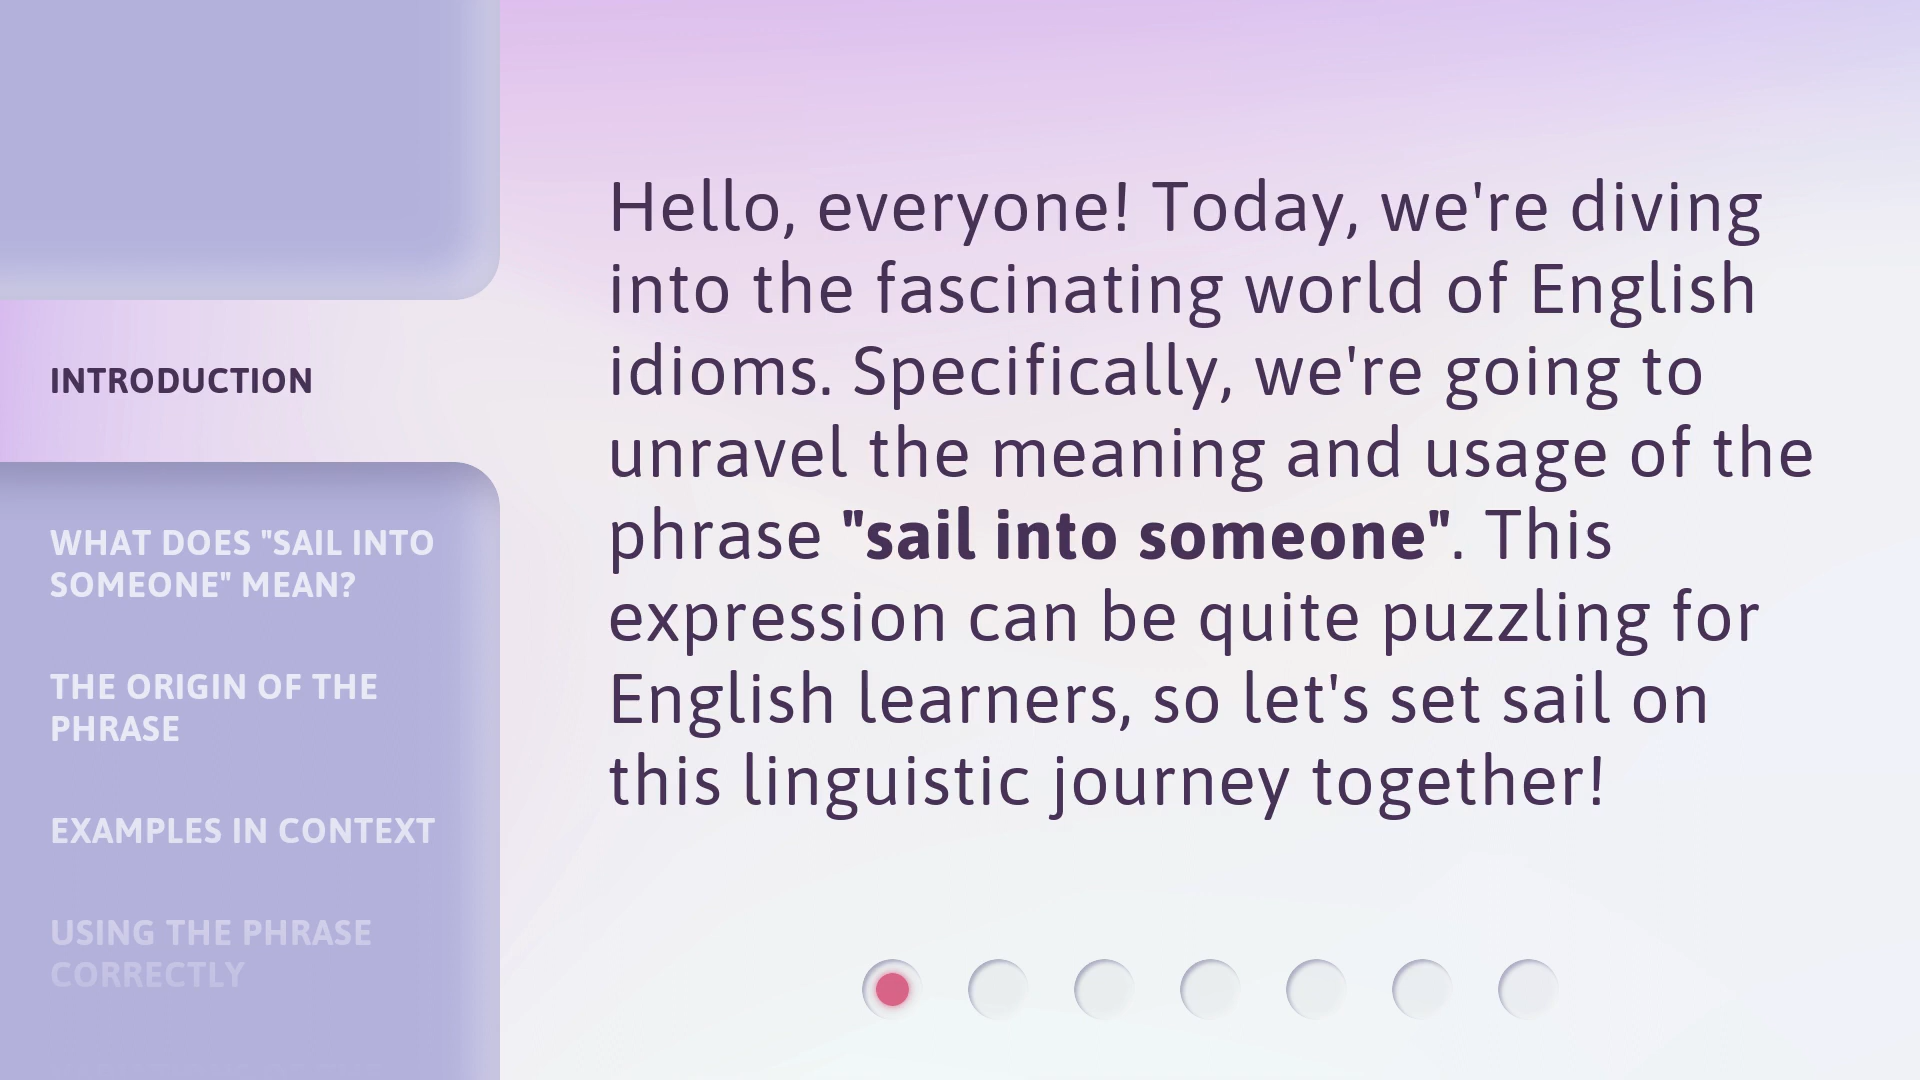 INTRODUCTION
WHAT DOES "SAIL INTO
SOMEONE" MEAN?
THE ORIGIN OF THE
PHRASE
EXAMPLES IN CONTEXT
USING THE PHRASE
CORRECTLY
Hello, everyone! Today, we're diving
into the fascinating world of English
idioms. Specifically, we're going to
unravel the meaning and usage of the
phrase "sail into someone". This
expression can be quite puzzling for
English learners, so let's set sail on
this linguistic journey together!